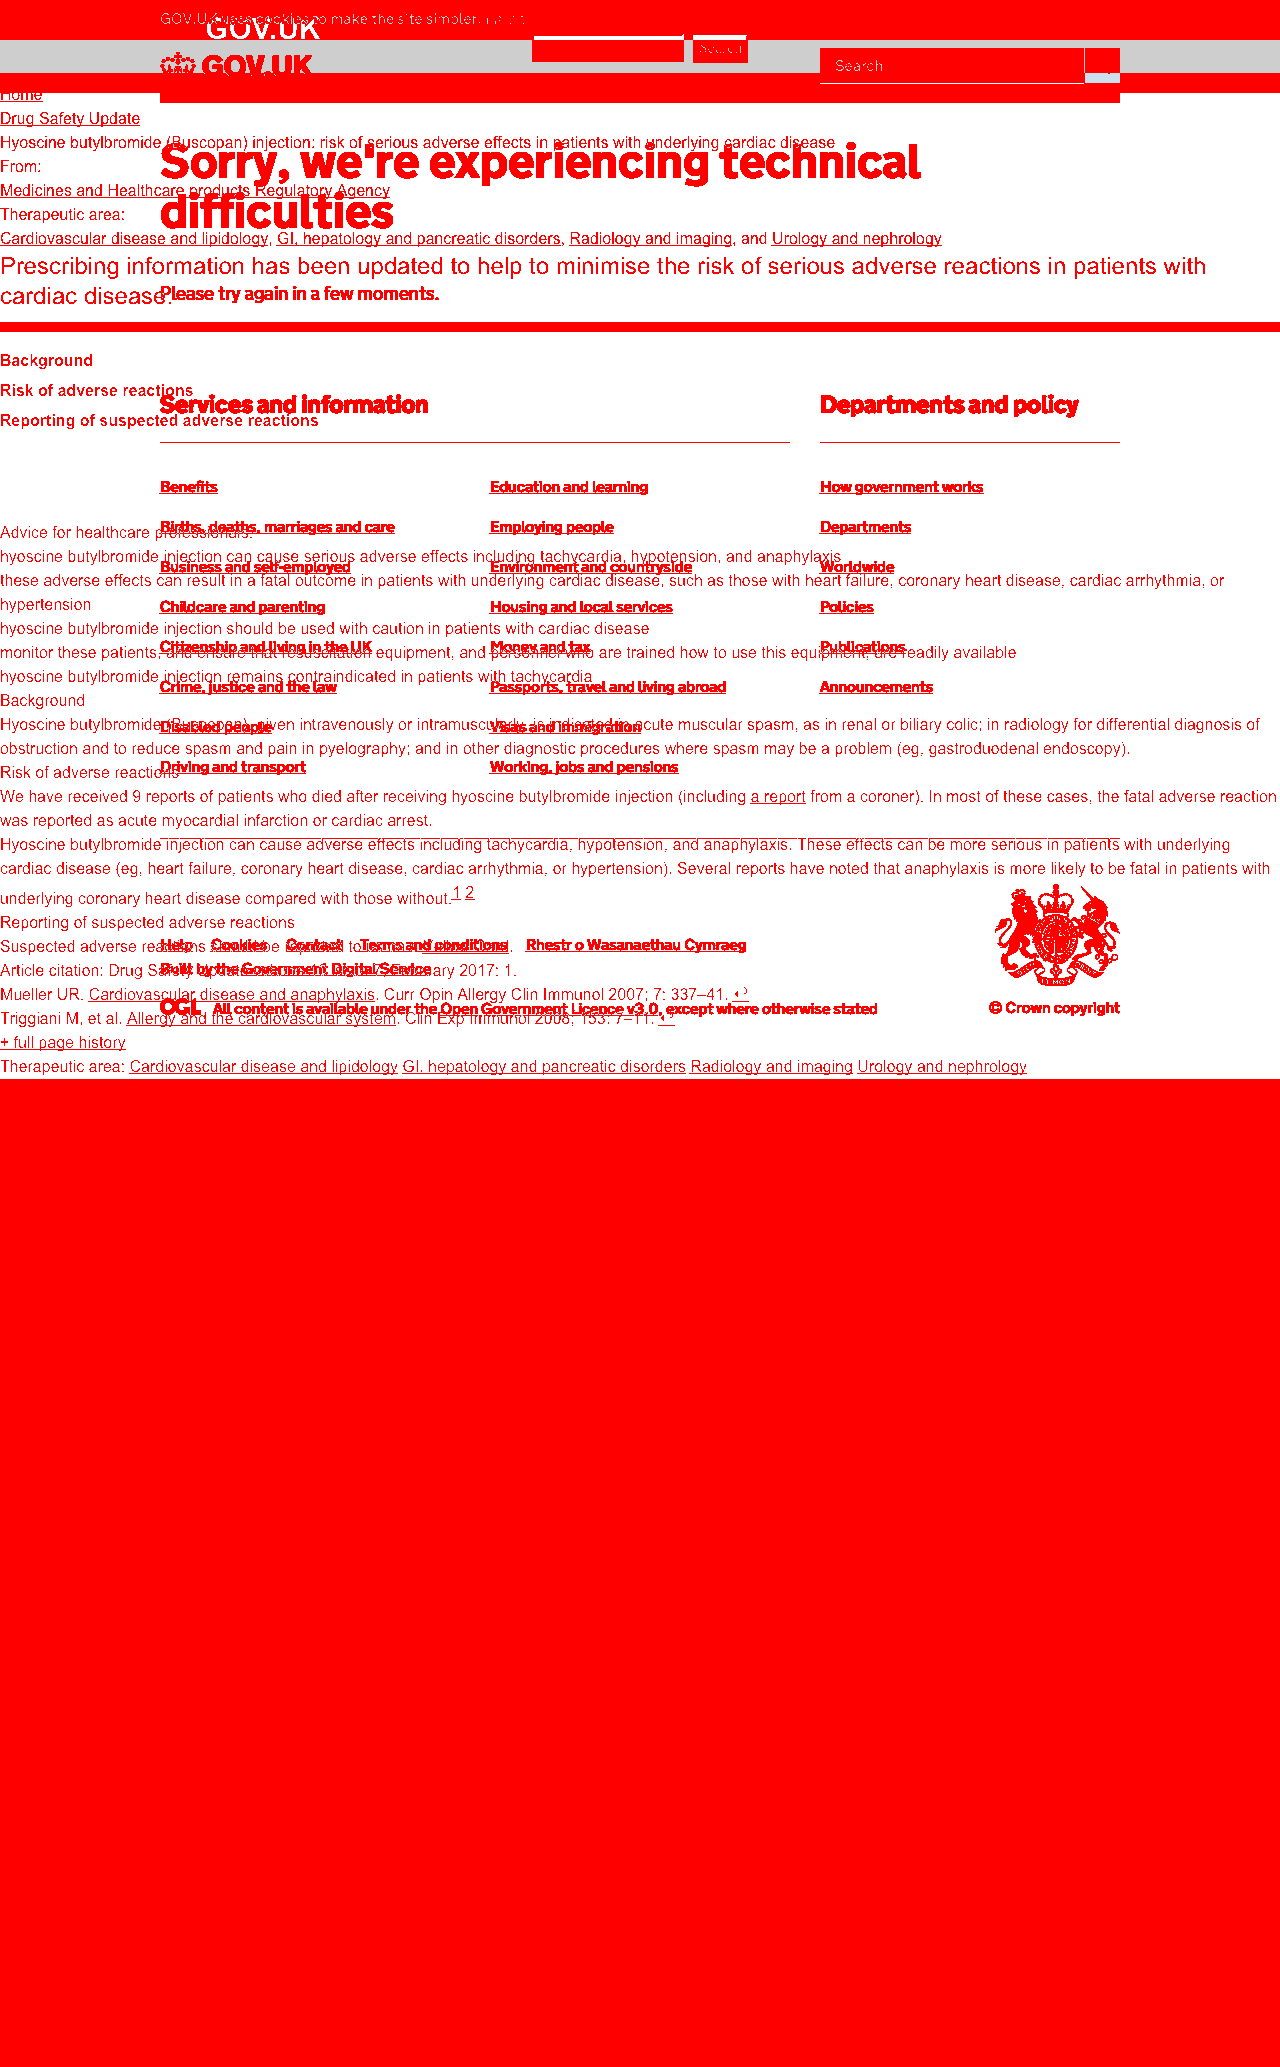 GOV.UK uses cookies to make the site simpler.
GOV.UK
Search
GOV.UK
Search
Home
Drug Safety Update
Hyoscine butylbromide (Buscopan) injection: risk of serious adverse effects in patients with underlying cardiac disease
Sorry, we're experiencing technical
From:
Medicines and Healthcare products Regulatory Agency
difficulties
Therapeutic area:
Cardiovascular disease and lipidology, GI, hepatology and pancreatic disorders, Radiology and imaging, and Urology and nephrology
Prescribing information has been updated to help to minimise the risk of serious adverse reactions in patients with
cardiac disease.
Please try again in a few moments.
Background
Risk of adverse reactions
Services and information Departments and policy
Reporting of suspected adverse reactions
Benefits Education and learning How government works
Births, deaths, marriages and care Employing people Departments
Advice for healthcare professionals:
hyoscine butylbromide injection can cause serious adverse effects including tachycardia, hypotension, and anaphylaxis
Business and self-employed Environment and countryside Worldwide
these adverse effects can result in a fatal outcome in patients with underlying cardiac disease, such as those with heart failure, coronary heart disease, cardiac arrhythmia, or
hypertension
Childcare and parenting Housing and local services Policies
hyoscine butylbromide injection should be used with caution in patients with cardiac disease
Citizenship and living in the UK Money and tax Publications
monitor these patients, and ensure that resuscitation equipment, and personnel who are trained how to use this equipment, are readily available
hyoscine butylbromide injection remains contraindicated in patients with tachycardia
Crime, justice and the law Passports, travel and living abroad Announcements
Background
Hyoscine butylbromide (Buscopan), given intravenously or intramuscularly, is indicated in acute muscular spasm, as in renal or biliary colic; in radiology for differential diagnosis of
Disabled people Visas and immigration
obstruction and to reduce spasm and pain in pyelography; and in other diagnostic procedures where spasm may be a problem (eg, gastroduodenal endoscopy).
Driving and transport Working, jobs and pensions
Risk of adverse reactions
We have received 9 reports of patients who died after receiving hyoscine butylbromide injection (including a report from a coroner). In most of these cases, the fatal adverse reaction
was reported as acute myocardial infarction or cardiac arrest.
Hyoscine butylbromide injection can cause adverse effects including tachycardia, hypotension, and anaphylaxis. These effects can be more serious in patients with underlying
cardiac disease (eg, heart failure, coronary heart disease, cardiac arrhythmia, or hypertension). Several reports have noted that anaphylaxis is more likely to be fatal in patients with
underlying coronary heart disease compared with those without.1 2
Reporting of suspected adverse reactions
Suspected adverse reactions should be reported to
Help Cookies Contact Terms and conditions Rhestr o Wasanaethau Cymraeg
Built by the Government Digital Service
Article citation: Drug Safety Update February 2017: 1.
Mueller UR. Cardiovascular disease and anaphylaxis. Curr Opin Allergy Clin Immunol 2007; 7: 337–41.
OGL All content is available under the Open Government Licence v3.0, except where otherwise stated © Crown copyright
Triggiani M, et al. Allergy and the cardiovascular system. Clin Exp Immunol 2008; 153: 7–11.
+ full page history
Therapeutic area: Cardiovascular disease and lipidology GI, hepatology and pancreatic disorders Radiology and imaging Urology and nephrology